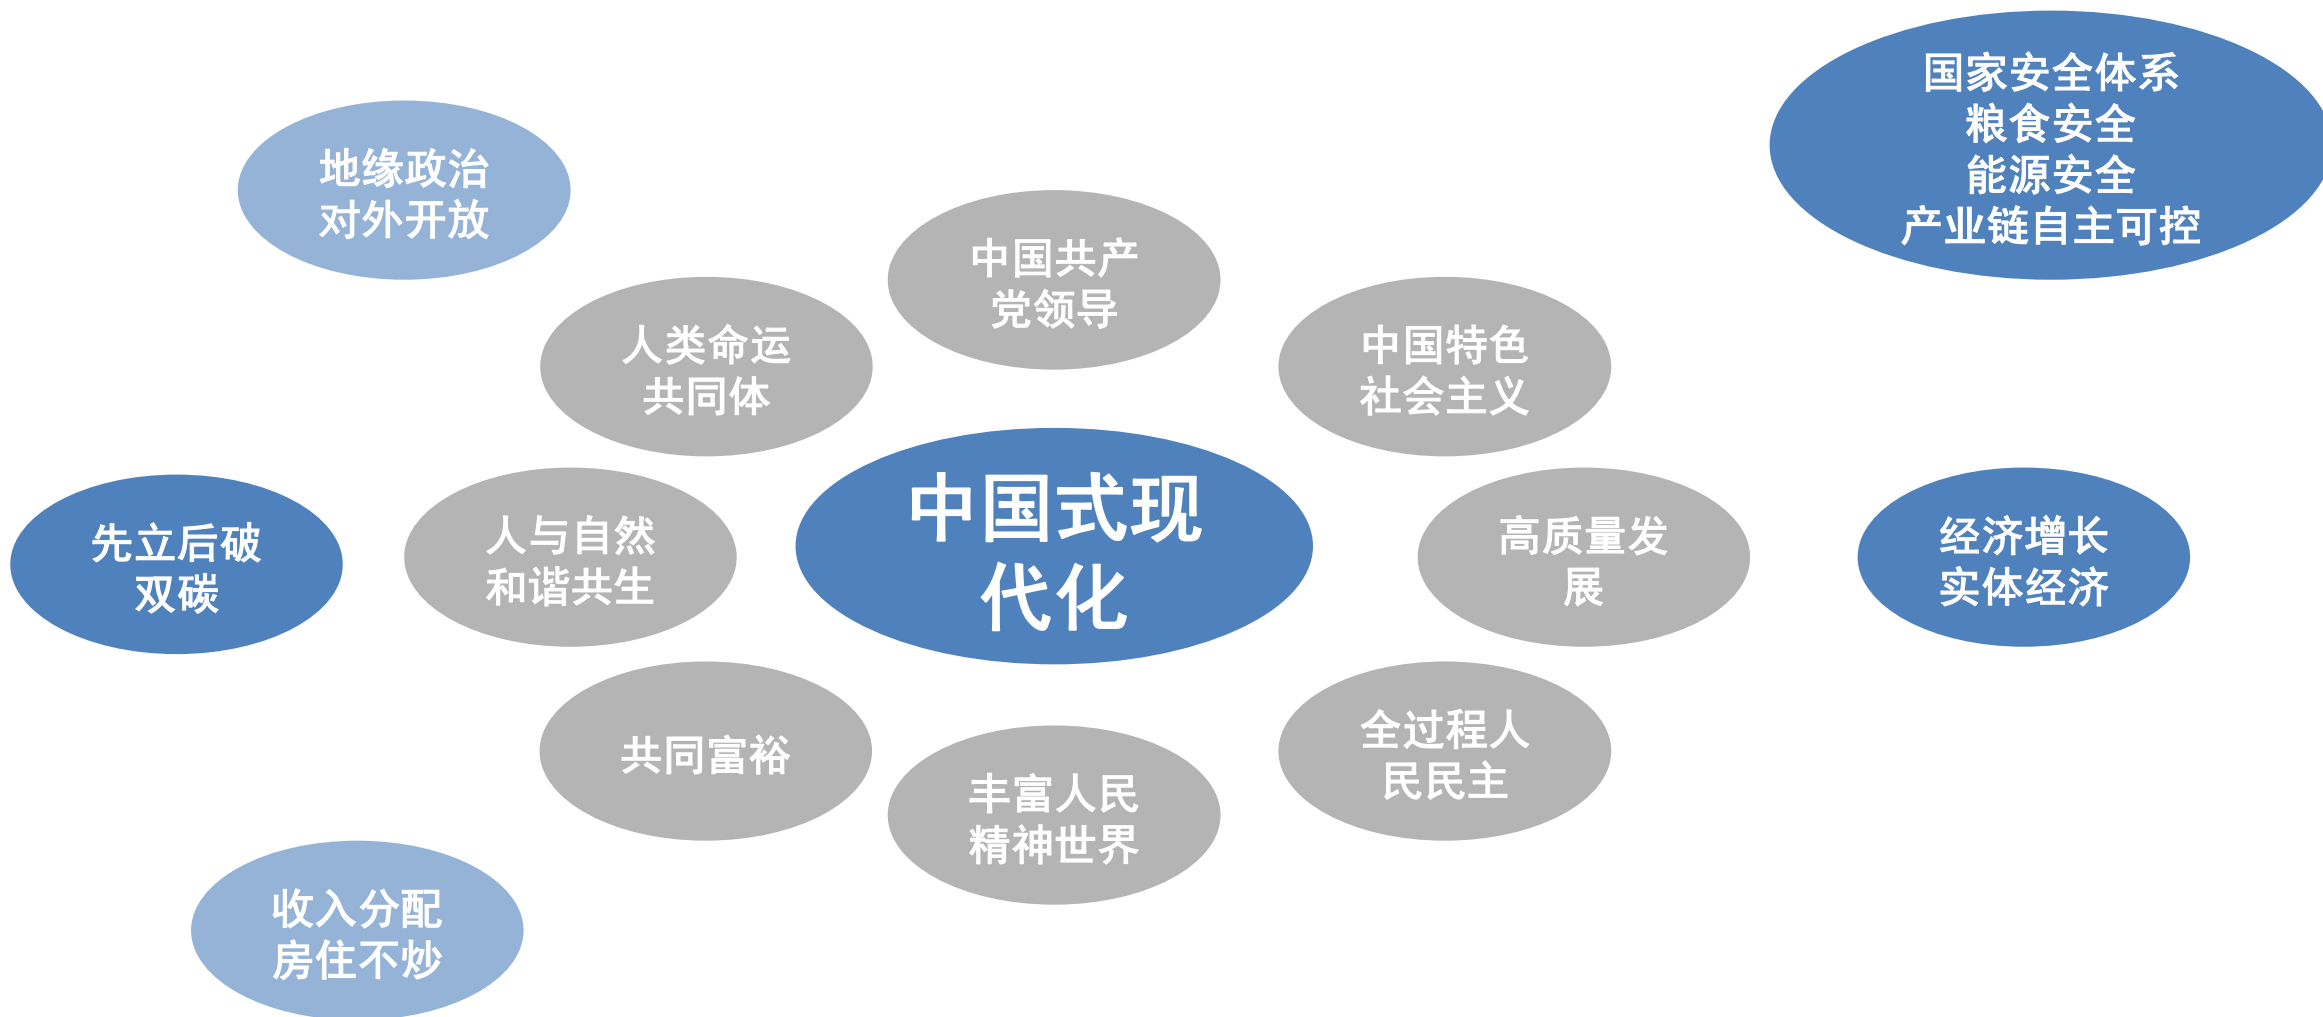 国家安全体系
粮食安全
能源安全
产业链自主可控
地缘政治
对外开放
中国共产
党领导
人类命运
共同体
中国特色
社会主义
中国式现
代化
先立后破
双碳
人与自然
和谐共生
高质量发
展
经济增长
实体经济
共同富裕
丰富人民
精神世界
全过程人
民民主
收入分配
房住不炒